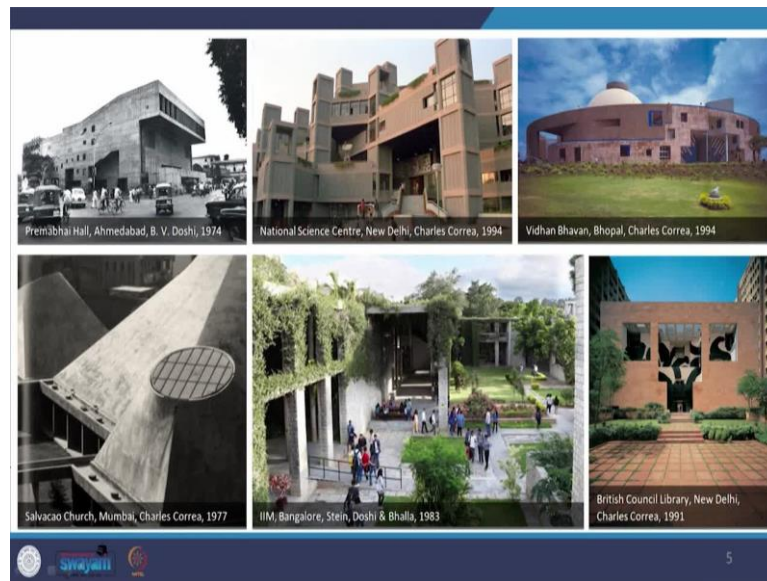 Premabhai Hall, Ahmedabad, B. V. Doshi, 1974
National Science Centre, New Delhi, Charles Correa, 1994
Vidhan Bhavan, Bhopal, Charles Correa, 1994
Salvacao Church, Mumbai, Charles Correa, 1977
IIM, Bangalore, Stein, Doshi & Bhalla, 1983
British Council Library, New Delhi,
Charles Correa, 1991
swayam
5